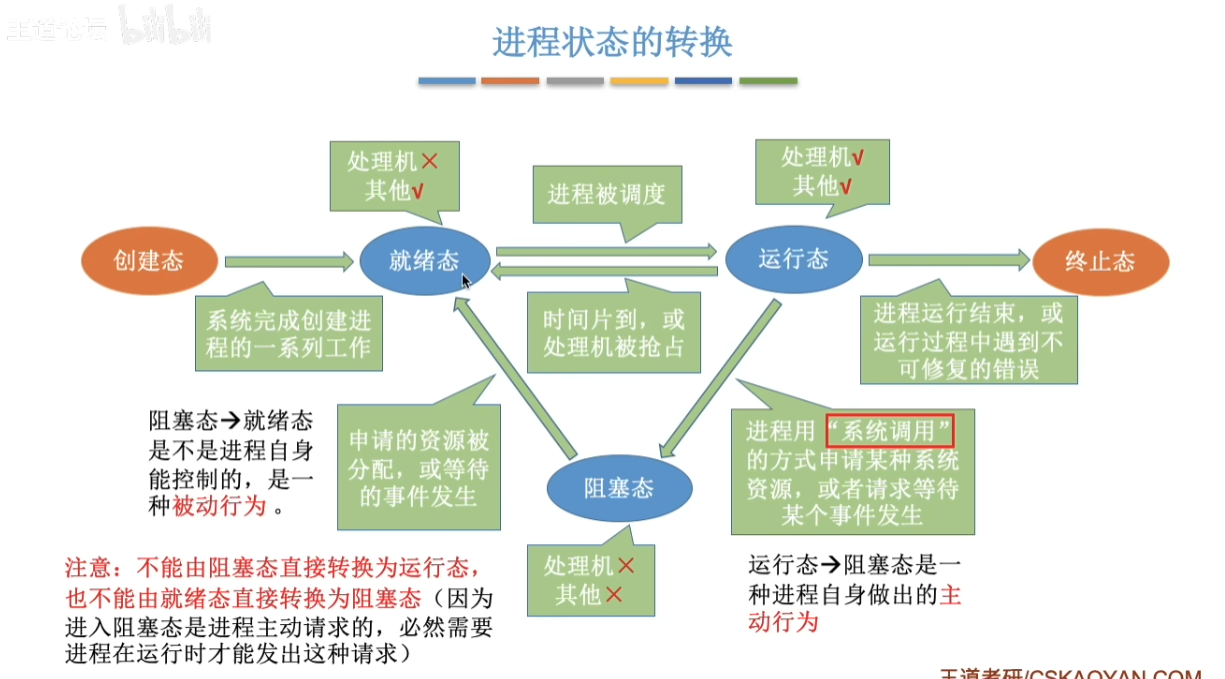 王道论坛 bilibili
进程状态的转换
处理机×
其他√
进程被调度
处理机√
其他√
创建态
就绪态
运行态
终止态
系统完成创建进
程的一系列工作
时间片到，或
处理机被抢占
进程运行结束，或
运行过程中遇到不
可修复的错误
阻塞态→就绪态
是不是进程自身
能控制的，是一
种被动行为 。
申请的资源被
分配，或等待
的事件发生
进程用“系统调用”
的方式申请某种系统
资源，或者请求等待
某个事件发生
阻塞态
处理机×
其他×
运行态→阻塞态是一
种进程自身做出的主
动行为
注意：不能由阻塞态直接转换为运行态，
也不能由就绪态直接转换为阻塞态（因为
进入阻塞态是进程主动请求的，必然需要
进程在运行时才能发出这种请求）
王道考研/CSKAOYAN.COM